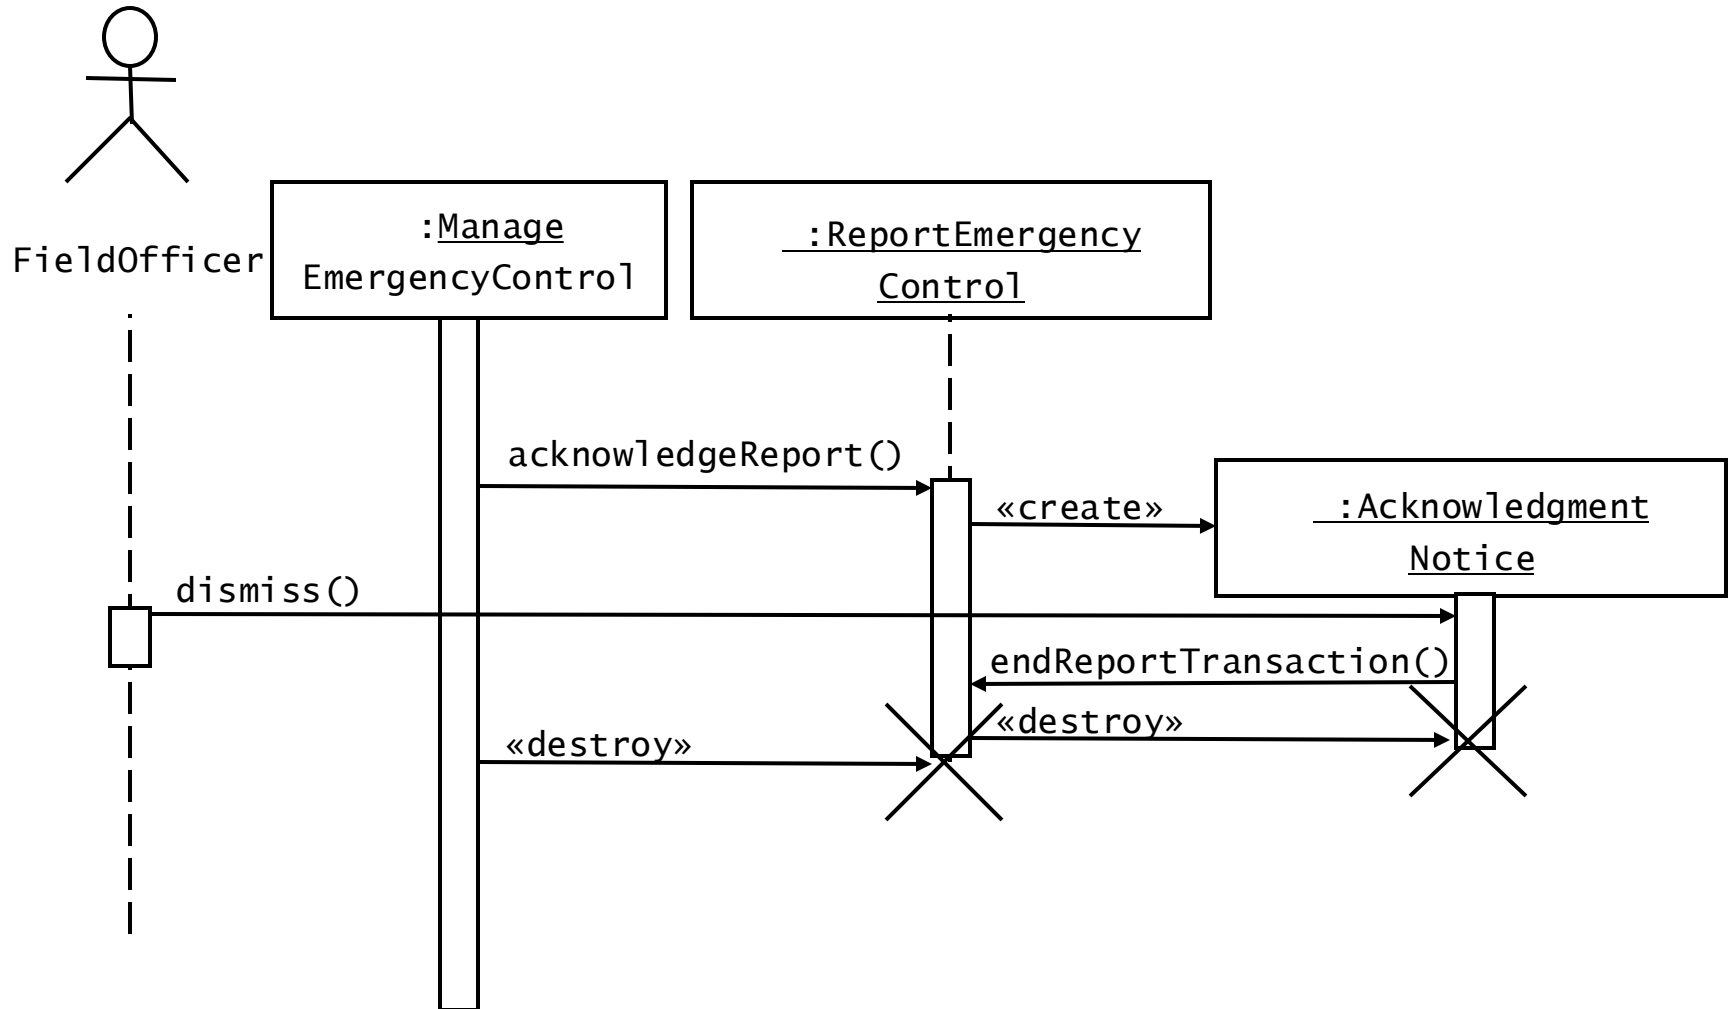 FieldOfficer
:Manage
EmergencyControl
:ReportEmergency
Control
acknowledgeReport()
«create»
:Acknowledgment
Notice
dismiss()
endReportTransaction()
«destroy»
«destroy»